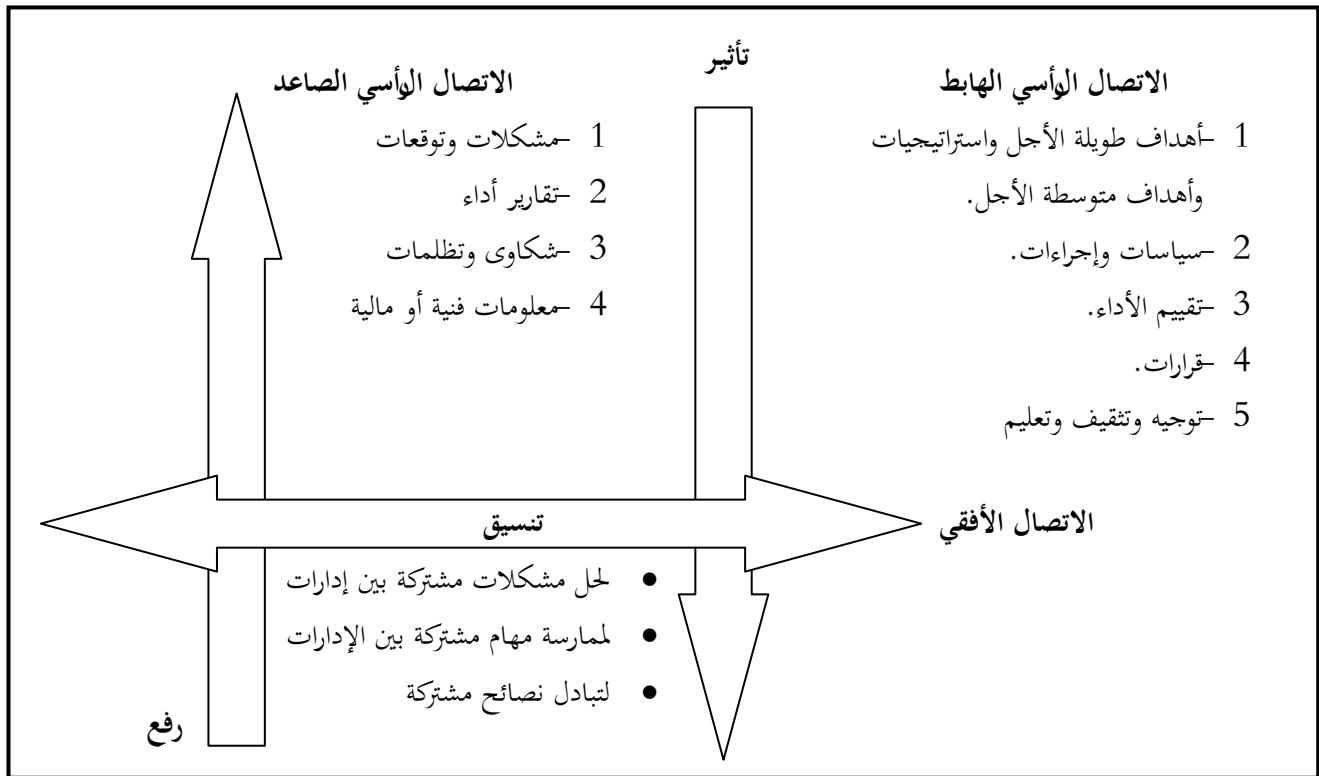 تأثير
الاتصال الرأسي الهابط
1 –أهداف طويلة الأجل واستراتيجيات
وأهداف متوسطة الأجل.
2 –سياسات وإجراءات.
3 –تقييم الأداء.
4 –قرارات.
5 –توجيه وتثقيف وتعليم
الاتصال الرأسي الصاعد
1 –مشكلات وتوقعات
2 –تقارير أداء
3 –شكاوى وتظلمات
4 –معلومات فنية أو مالية
الاتصال الأفقي
تنسيق
● لحل مشكلات مشتركة بين إدارات
● لممارسة مهام مشتركة بين الإدارات
● لتبادل نصائح مشتركة
رفع